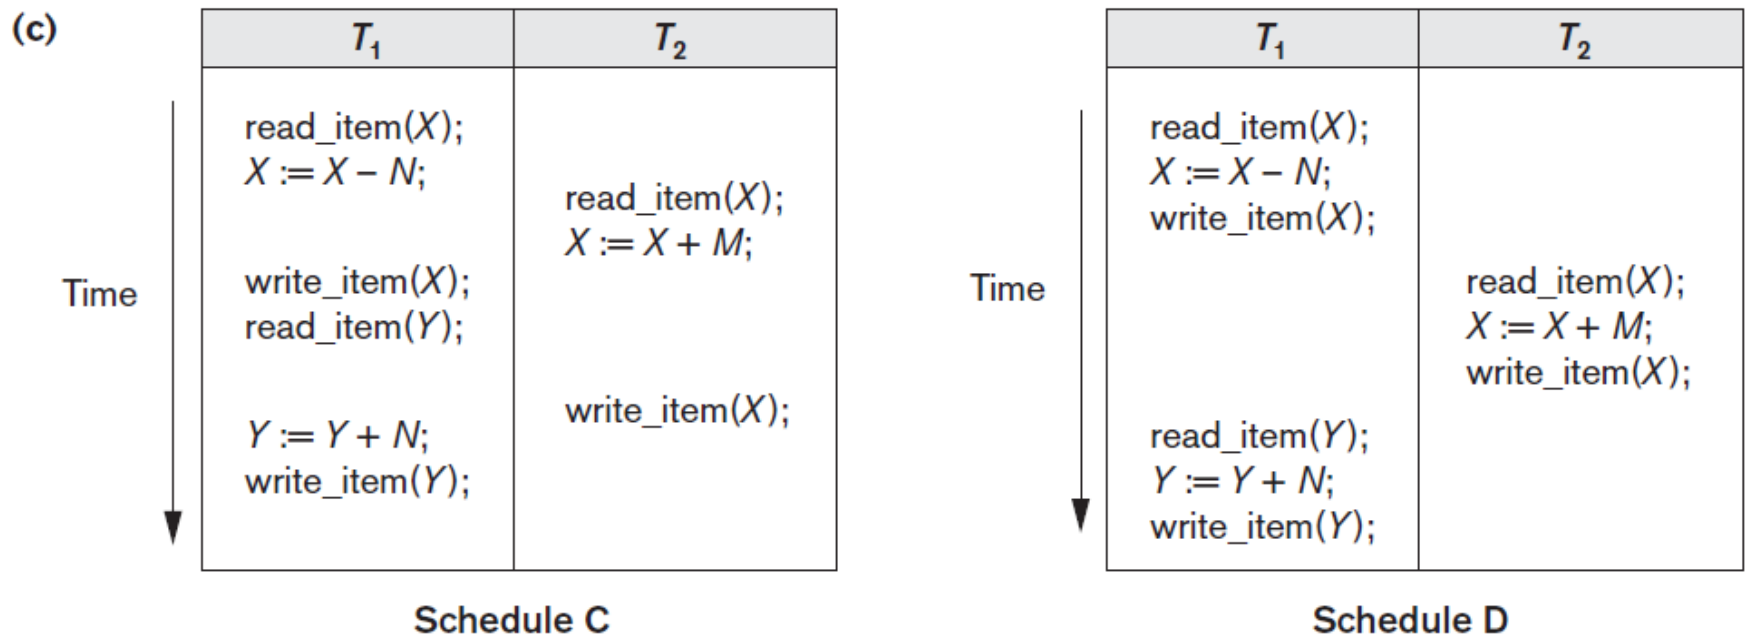 (c)
T1 T2
read_item(X);
X := X – N;
read_item(X);
X := X + M;
Time
write_item(X);
read_item(Y);
write_item(X);
Y := Y + N;
write_item(Y);
Schedule C
T1 T2
read_item(X);
X := X – N;
write_item(X);
Time
read_item(X);
X := X + M;
write_item(X);
read_item(Y);
Y := Y + N;
write_item(Y);
Schedule D